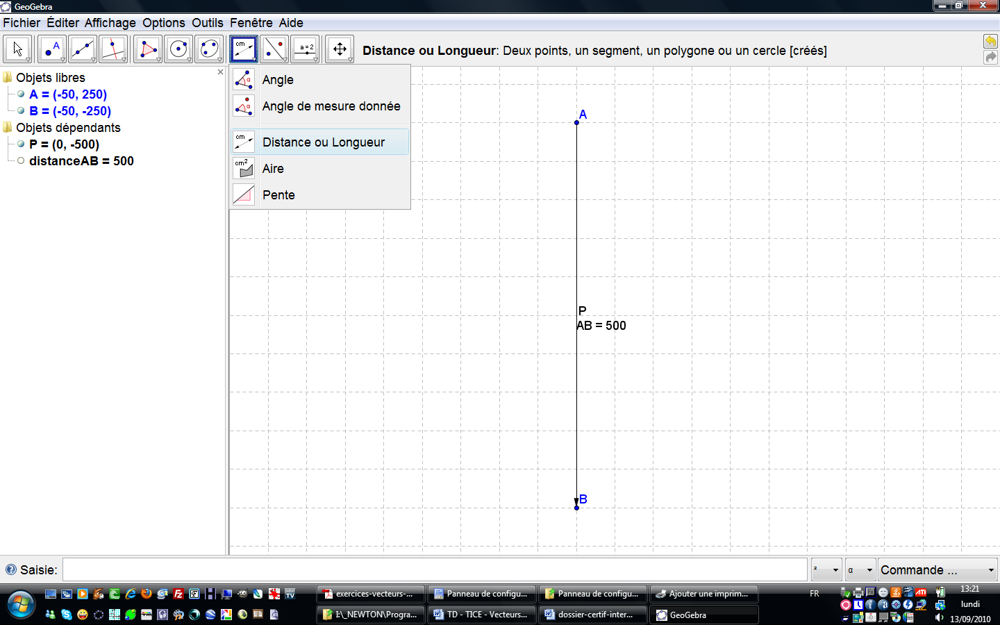 GeoGebra
Fichier Éditer Affichage Options Outils Fenêtre Aide
A
cm
a = 2
Distance ou Longueur: Deux points, un segment, un polygone ou un cercle [créés]
Objets libres
A = (-50, 250)
B = (-50, -250)
Objets dépendants
P = (0, -500)
distanceAB = 500
α Angle
α Angle de mesure donnée
cm Distance ou Longueur
cm² Aire
Pente
A
P
AB = 500
B
Saisie:
²
α
Commande ...
exercices-vecteurs-...
Panneau de configu...
Panneau de configu...
Ajouter une imprim...
FR
13:21
I:\_NEWTON\Progra...
TD - TICE - Vecteurs...
dossier-certif-inter...
GeoGebra
lundi
13/09/2010